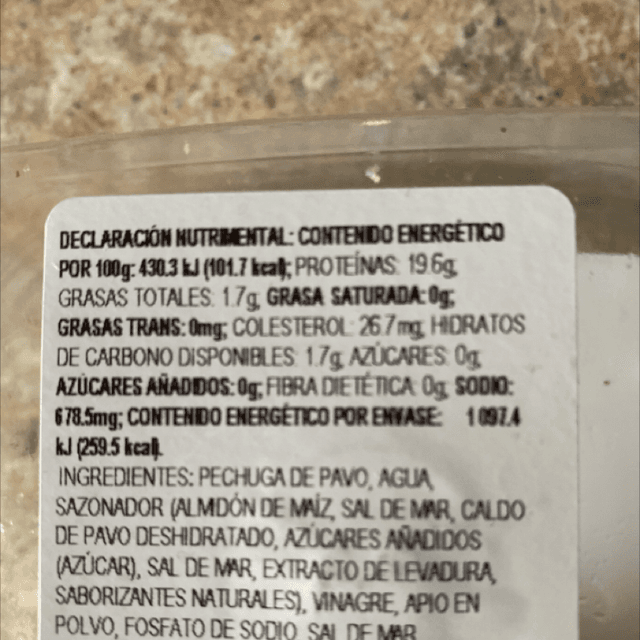 DECLARACIÓN NUTRIMENTAL: CONTENIDO ENERGÉTICO
POR 100g: 430.3 kJ (101.7 kcal); PROTEÍNAS: 19.6g;
GRASAS TOTALES: 1.7g; GRASA SATURADA: 0g;
GRASAS TRANS: 0mg; COLESTEROL: 26.7mg; HIDRATOS
DE CARBONO DISPONIBLES: 1.7g; AZÚCARES: 0g;
AZÚCARES AÑADIDOS: 0g; FIBRA DIETÉTICA: 0g; SODIO:
678.5mg; CONTENIDO ENERGÉTICO POR ENVASE: 1 097.4
kJ (259.5 kcal).
INGREDIENTES: PECHUGA DE PAVO, AGUA,
SAZONADOR (ALMIDÓN DE MAÍZ, SAL DE MAR, CALDO
DE PAVO DESHIDRATADO, AZÚCARES AÑADIDOS
(AZÚCAR), SAL DE MAR, EXTRACTO DE LEVADURA,
SABORIZANTES NATURALES), VINAGRE, APIO EN
POLVO, FOSFATO DE SODIO, SAL DE MAR